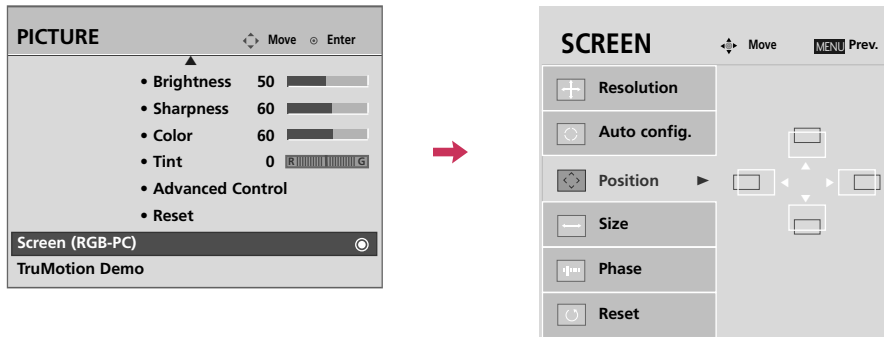 PICTURE
Move Enter
• Brightness 50
• Sharpness 60
• Color 60
• Tint 0 R G
• Advanced Control
• Reset
Screen (RGB-PC)
TruMotion Demo
SCREEN
Move MENU Prev.
Resolution
Auto config.
Position
Size
Phase
Reset